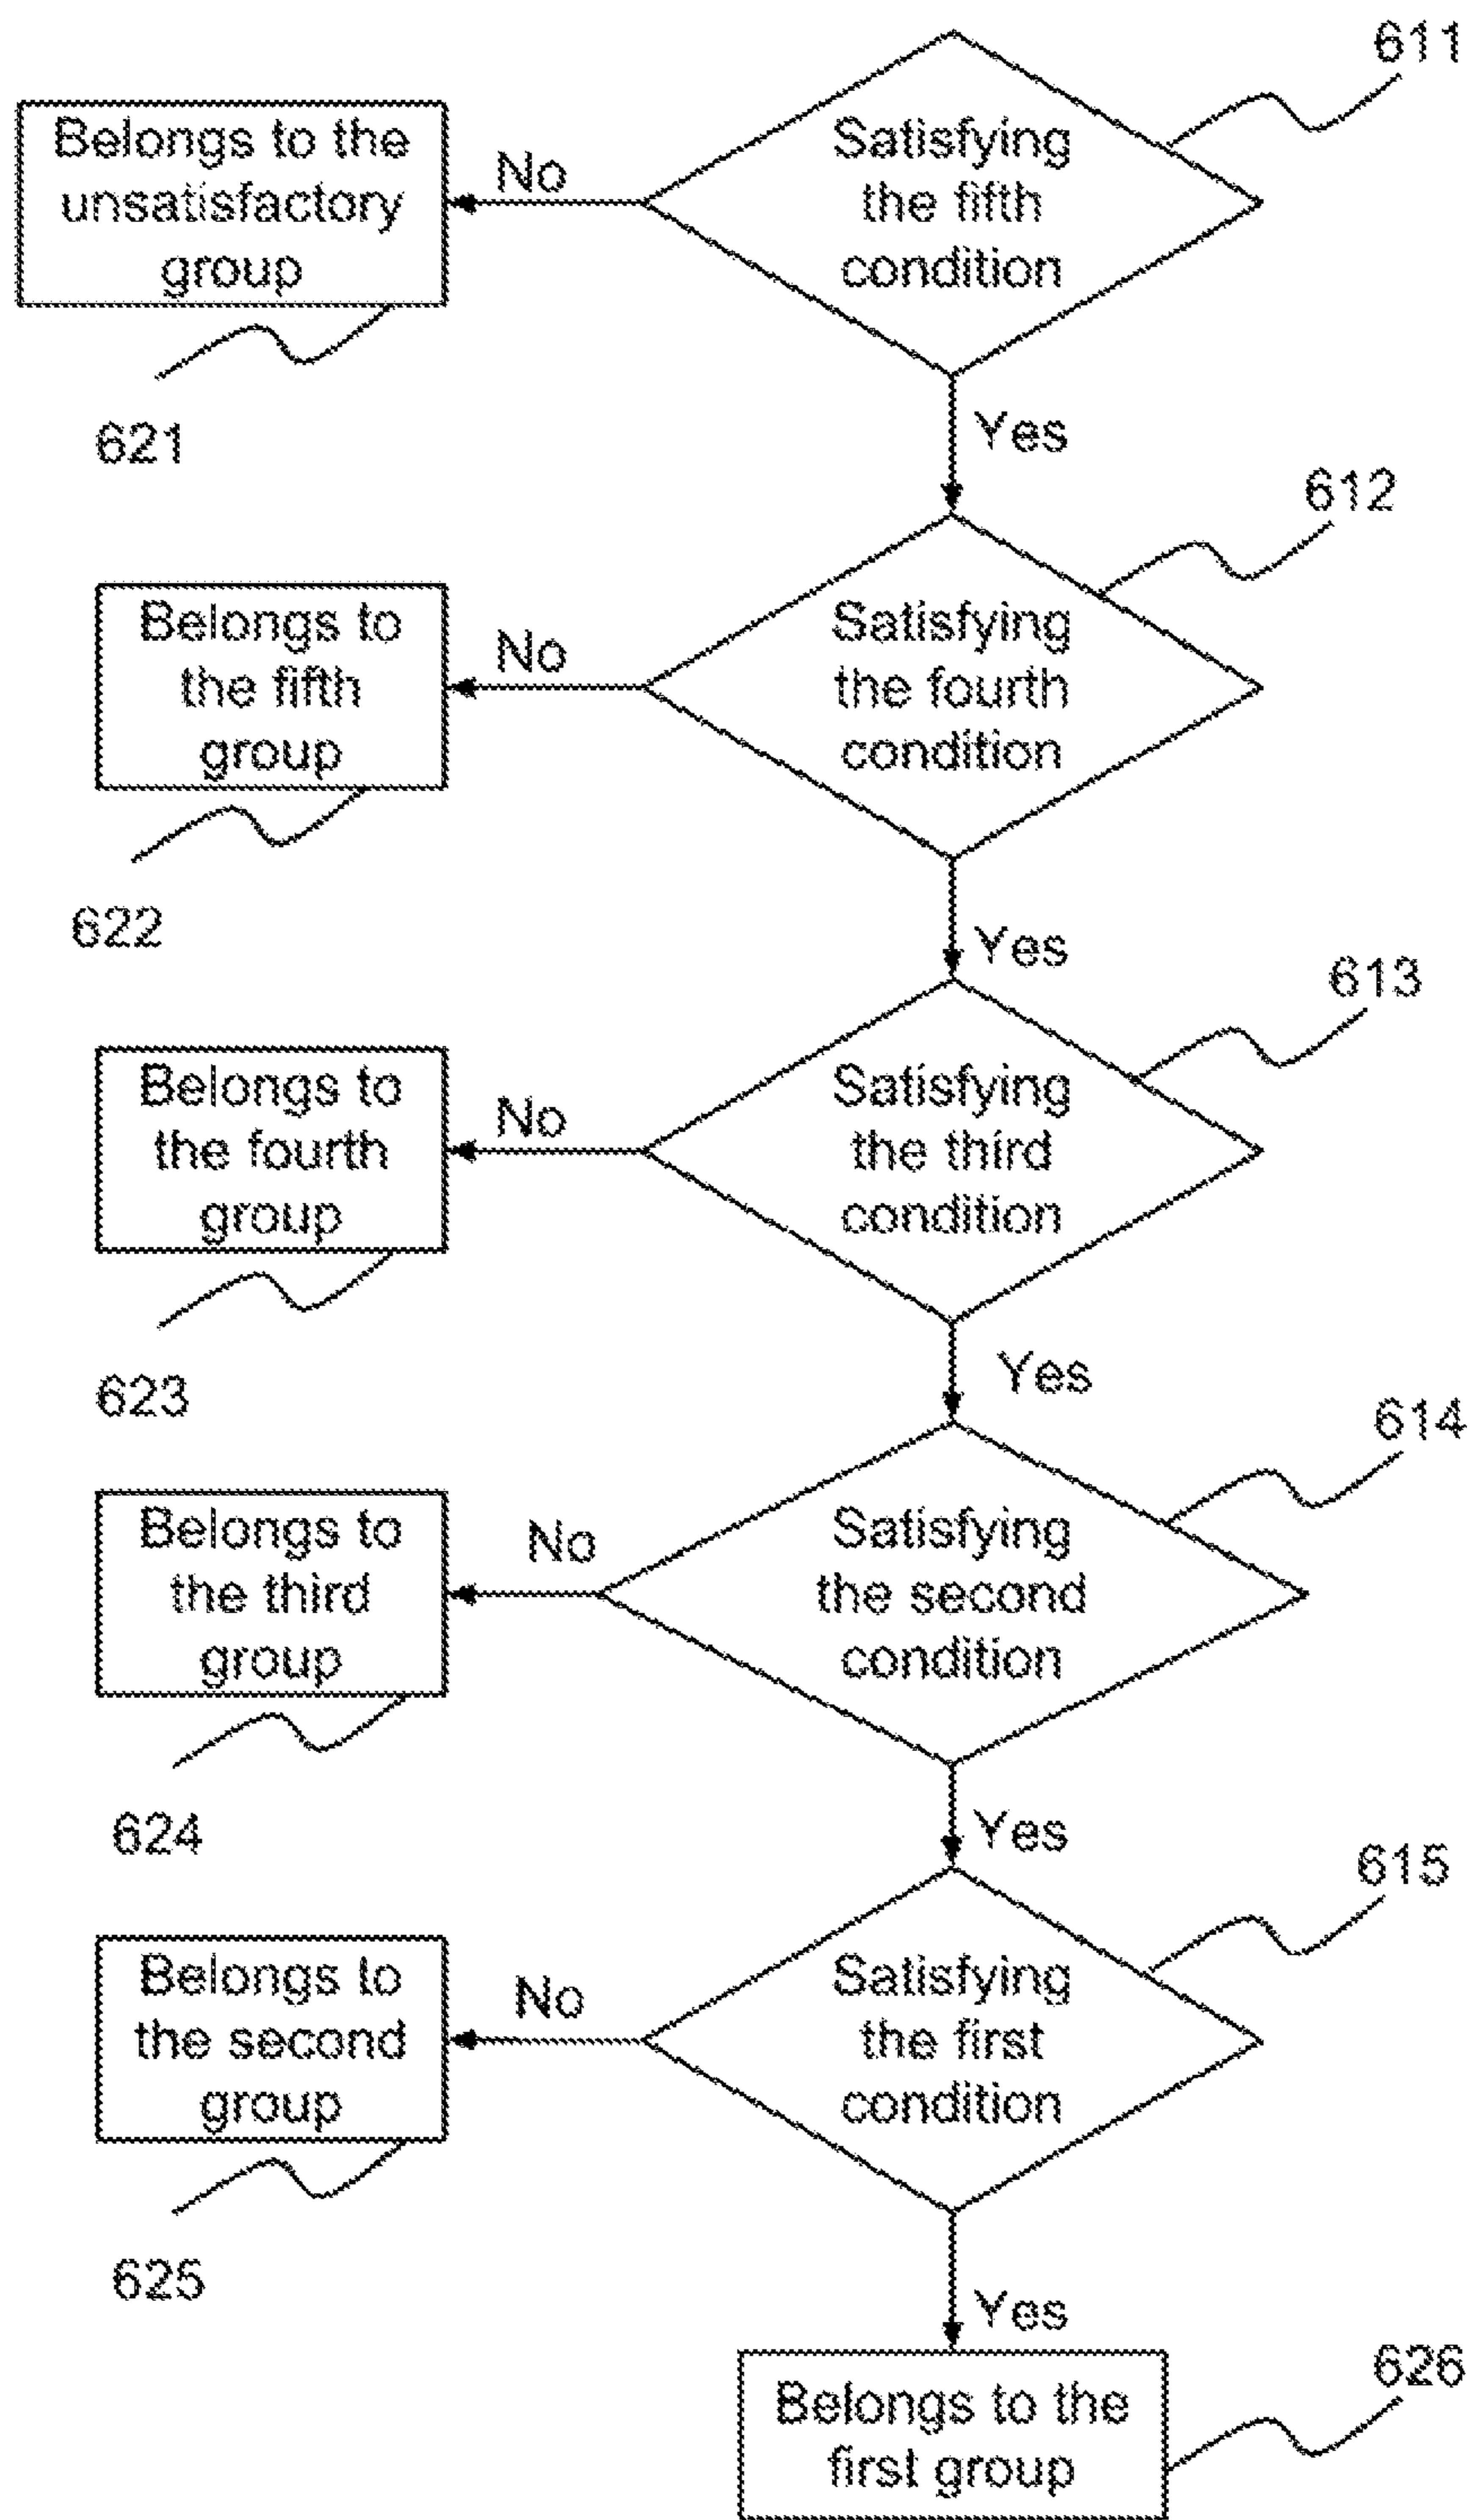 611
Satisfying
the fifth
condition
No
Belongs to the
unsatisfactory
group
621
Yes
612
Satisfying
the fourth
condition
No
Belongs to
the fifth
group
622
Yes
613
Satisfying
the third
condition
No
Belongs to
the fourth
group
623
Yes
614
Satisfying
the second
condition
No
Belongs to
the third
group
624
Yes
615
Satisfying
the first
condition
No
Belongs to
the second
group
625
Yes
626
Belongs to the
first group